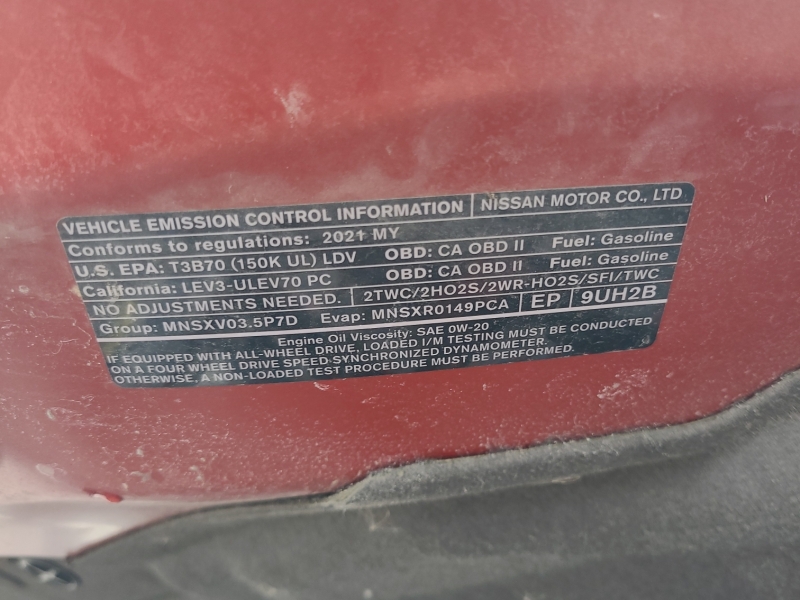 VEHICLE EMISSION CONTROL INFORMATION NISSAN MOTOR CO., LTD
Conforms to regulations: 2021 MY
U.S. EPA: T3B70 (150K UL) LDV OBD: CA OBD II Fuel: Gasoline
California: LEV3-ULEV70 PC OBD: CA OBD II Fuel: Gasoline
NO ADJUSTMENTS NEEDED. 2TWC/2HO2S/2WR-HO2S/SFI/TWC
Group: MNSXV03.5P7D Evap: MNSXR0149PCA EP 9UH2B
Engine Oil Viscosity: SAE 0W-20
IF EQUIPPED WITH ALL-WHEEL DRIVE, LOADED I/M TESTING MUST BE CONDUCTED
ON A FOUR WHEEL DRIVE SPEED-SYNCHRONIZED DYNAMOMETER.
OTHERWISE, A NON-LOADED TEST PROCEDURE MUST BE PERFORMED.